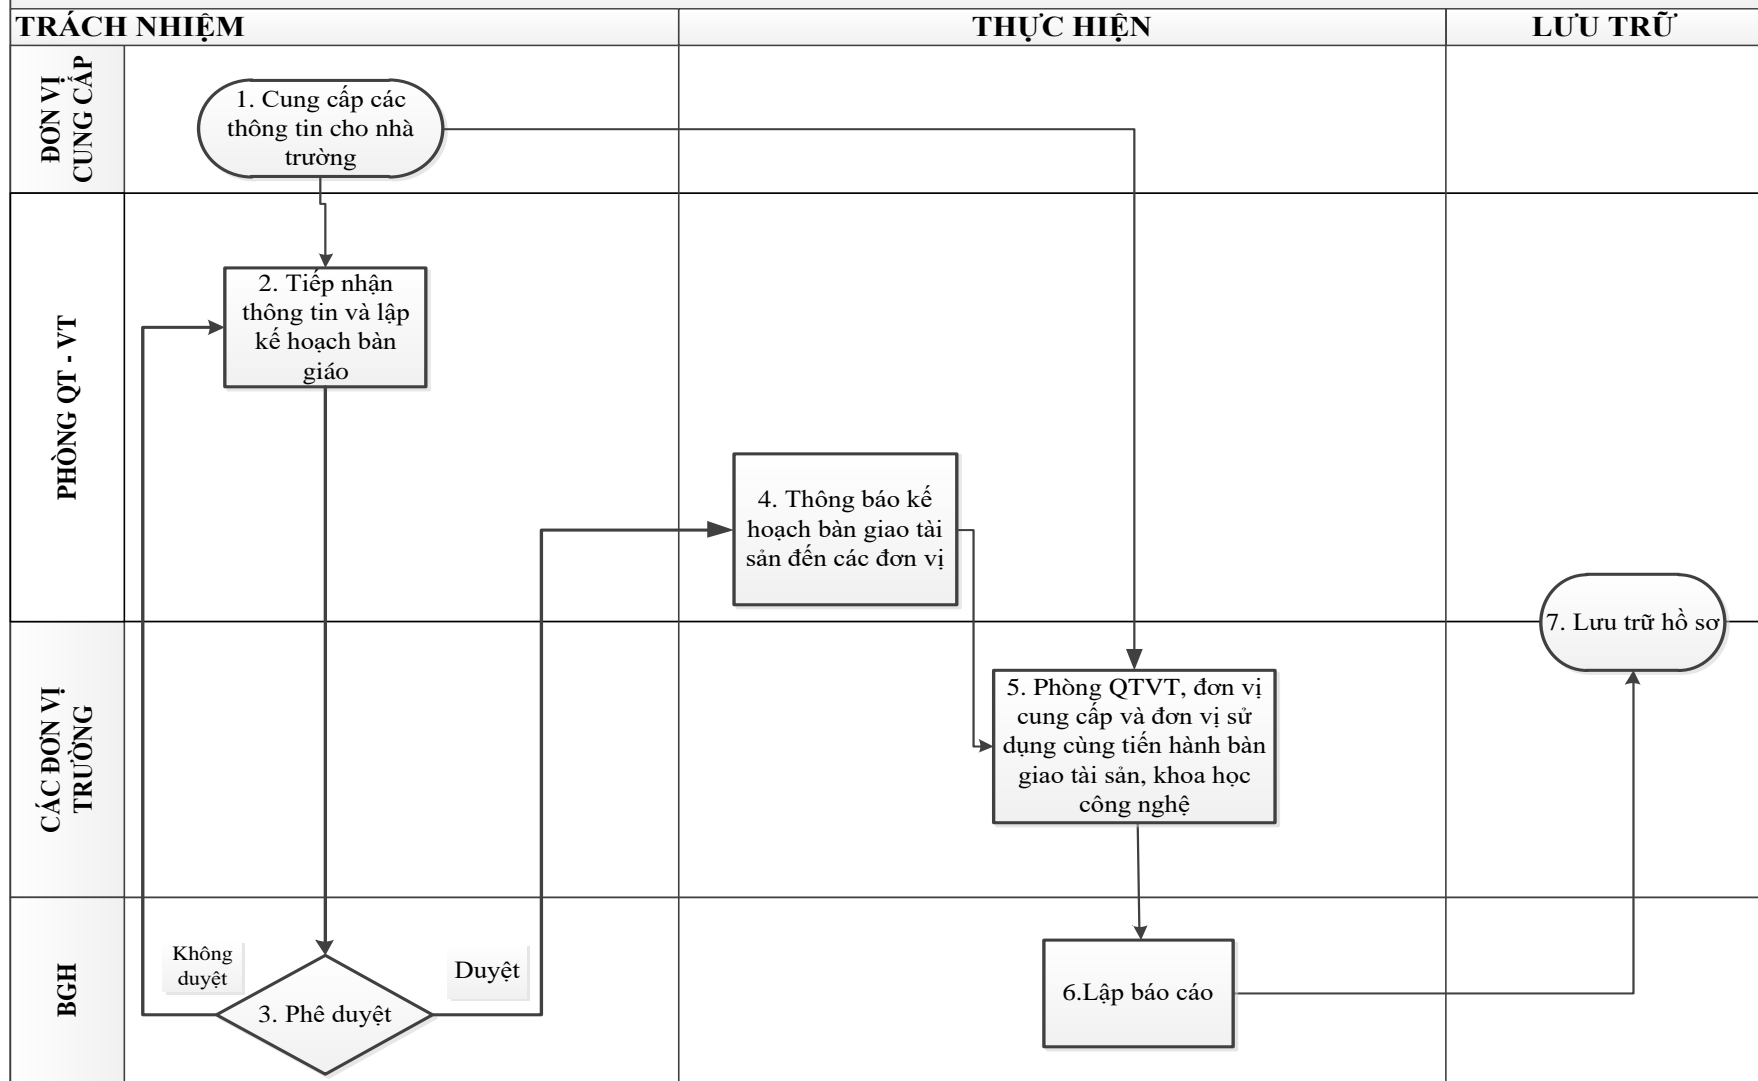 TRÁCH NHIỆM
THỰC HIỆN
LƯU TRỮ
ĐƠN VỊ
CUNG CẤP
1. Cung cấp các
thông tin cho nhà
trường
PHÒNG QT - VT
2. Tiếp nhận
thông tin và lập
kế hoạch bàn
giáo
4. Thông báo kế
hoạch bàn giao tài
sản đến các đơn vị
7. Lưu trữ hồ sơ
CÁC ĐƠN VỊ
TRƯỜNG
5. Phòng QTVT, đơn vị
cung cấp và đơn vị sử
dụng cùng tiến hành bàn
giao tài sản, khoa học
công nghệ
BGH
Không
duyệt
3. Phê duyệt
Duyệt
6.Lập báo cáo